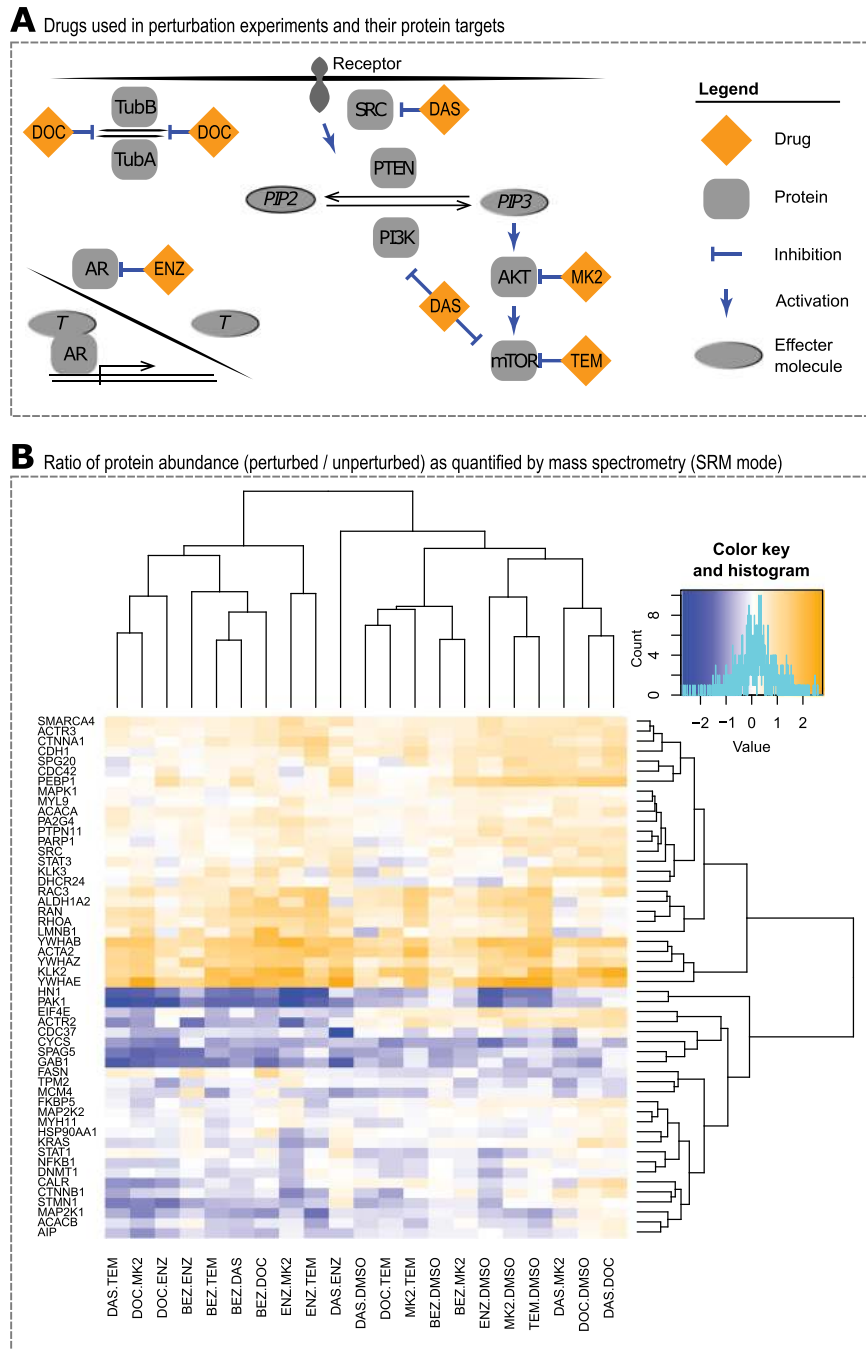 A Drugs used in perturbation experiments and their protein targets
Receptor
Legend
TubB
SRC
DAS
DOC
DOC
Drug
TubA
PTEN
PIP2
PIP3
Protein
PI3K
AR
ENZ
AKT
MK2
Inhibition
DAS
Activation
T
T
AR
mTOR
TEM
Effecter
molecule
B Ratio of protein abundance (perturbed / unperturbed) as quantified by mass spectrometry (SRM mode)
Color key
and histogram
Count
8
4
0
−2 −1 0 1 2
Value
SMARCA4
ACTR3
CTNNA1
CDH1
SPG20
CDC42
PEBP1
MAPK1
MYL9
ACACA
PA2G4
PTPN11
PARP1
SRC
STAT3
KLK3
DHCR24
RAC3
ALDH1A2
RAN
RHOA
LMNB1
YWHAB
ACTA2
YWHAZ
KLK2
YWHAE
HN1
PAK1
EIF4E
ACTR2
CDC37
CYCS
SPAG5
GAB1
FASN
TPM2
MCM4
FKBP5
MAP2K2
MYH11
HSP90AA1
KRAS
STAT1
NFKB1
DNMT1
CALR
CTNNB1
STMN1
MAP2K1
ACACB
AIP
DAS.TEM
DOC.MK2
DOC.ENZ
BEZ.ENZ
BEZ.TEM
BEZ.DAS
BEZ.DOC
ENZ.MK2
ENZ.TEM
DAS.ENZ
DAS.DMSO
DOC.TEM
MK2.TEM
BEZ.DMSO
BEZ.MK2
ENZ.DMSO
MK2.DMSO
TEM.DMSO
DAS.MK2
DOC.DMSO
DAS.DOC